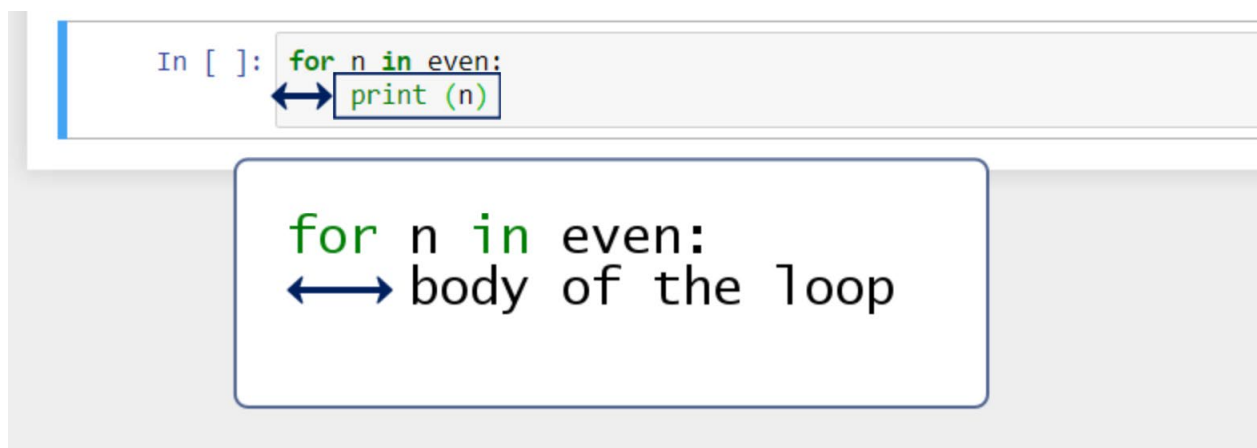 In [ ]: for n in even:
print (n)
for n in even:
body of the loop